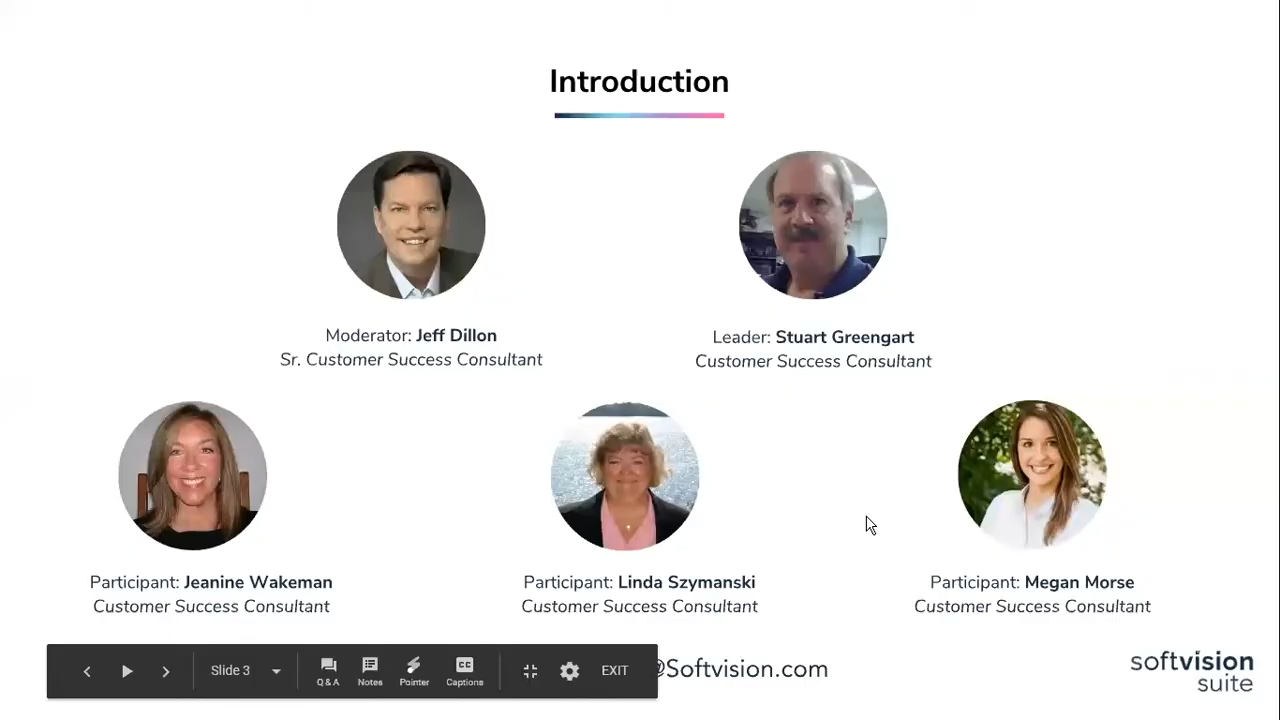 Introduction
Moderator: Jeff Dillon
Sr. Customer Success Consultant
Leader: Stuart Greengart
Customer Success Consultant
Participant: Jeanine Wakeman
Customer Success Consultant
Participant: Linda Szymanski
Customer Success Consultant
Participant: Megan Morse
Customer Success Consultant
Slide 3
Q & A
Notes
Pointer
CC
Captions
EXIT
@Softvision.com
softvision
suite